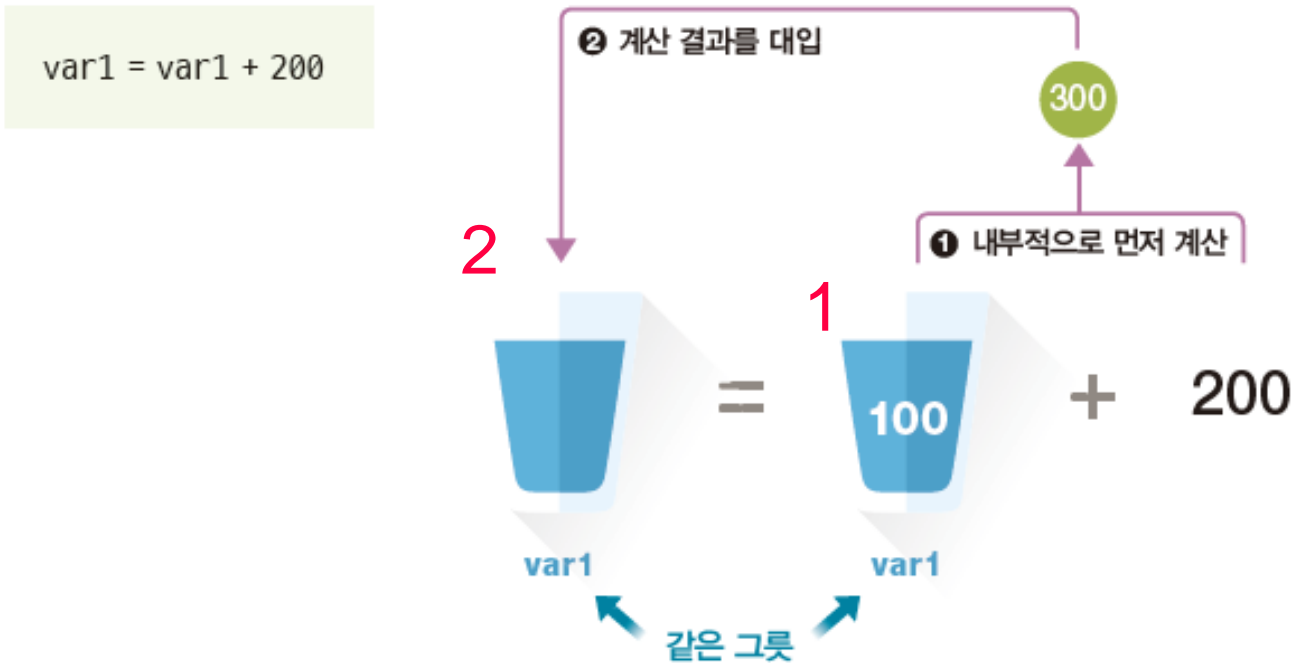 var1 = var1 + 200
❷ 계산 결과를 대입
300
❶ 내부적으로 먼저 계산
2
1
=
100
+
200
var1
var1
같은 그릇